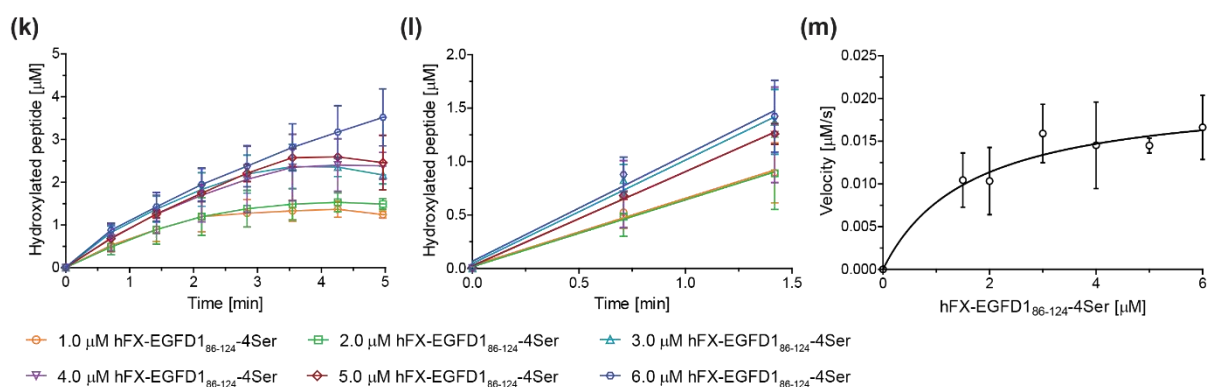 (k)
Hydroxylated peptide [μM]
5
4
3
2
1
0
0 1 2 3 4 5
Time [min]
(l)
Hydroxylated peptide [μM]
2.0
1.5
1.0
0.5
0.0
0.0 0.5 1.0 1.5
Time [min]
(m)
Velocity [μM/s]
0.025
0.020
0.015
0.010
0.005
0.000
0 2 4 6
hFX-EGFD1₈₆₋₁₂₄-4Ser [μM]
1.0 μM hFX-EGFD1₈₆₋₁₂₄-4Ser 2.0 μM hFX-EGFD1₈₆₋₁₂₄-4Ser 3.0 μM hFX-EGFD1₈₆₋₁₂₄-4Ser
4.0 μM hFX-EGFD1₈₆₋₁₂₄-4Ser 5.0 μM hFX-EGFD1₈₆₋₁₂₄-4Ser 6.0 μM hFX-EGFD1₈₆₋₁₂₄-4Ser